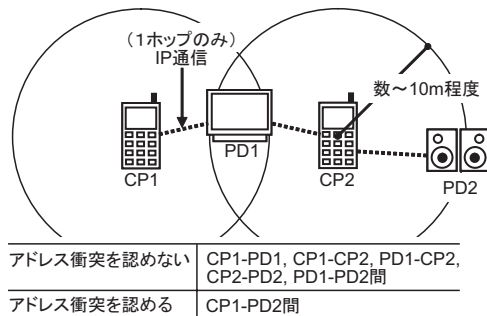 (1ホップのみ)
IP通信
数~10m程度
CP1
PD1
CP2
PD2
アドレス衝突を認めない
CP1-PD1, CP1-CP2, PD1-CP2,
CP2-PD2, PD1-PD2間
アドレス衝突を認める
CP1-PD2間